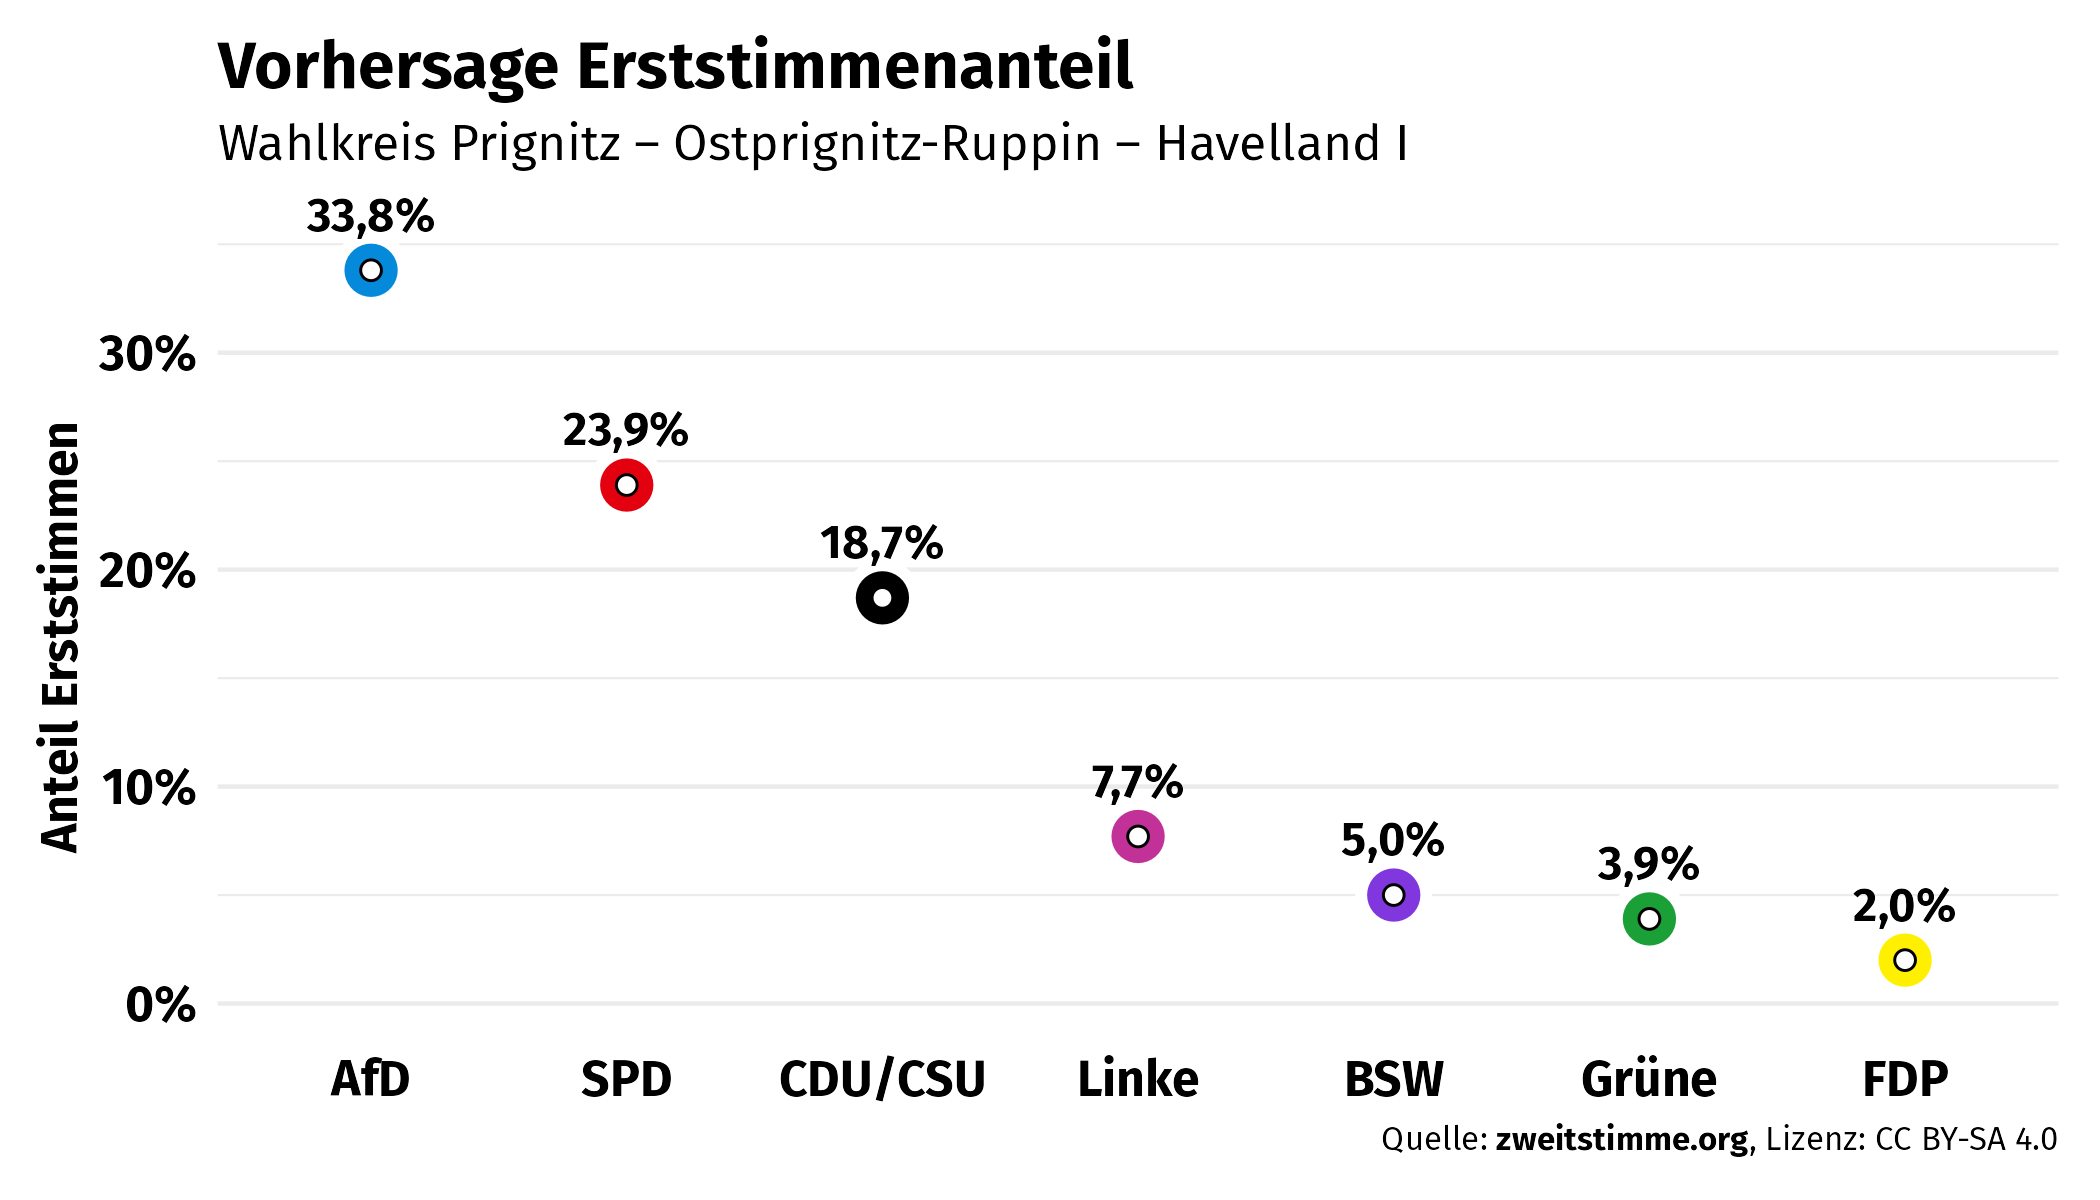 Vorhersage Erststimmenanteil
Wahlkreis Prignitz – Ostprignitz-Ruppin – Havelland I
33,8%
30%
23,9%
18,7%
20%
7,7%
10%
5,0%
3,9%
2,0%
0%
Anteil Erststimmen
AfD SPD CDU/CSU Linke BSW Grüne FDP
Quelle: zweitstimme.org, Lizenz: CC BY-SA 4.0